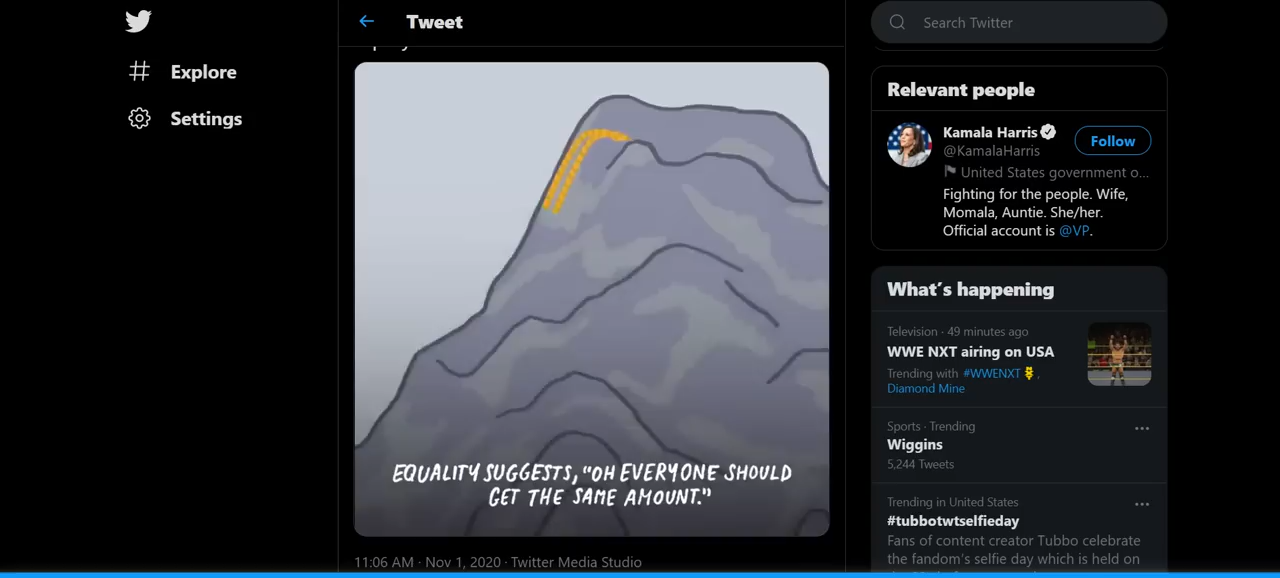 Tweet
Search Twitter
Explore
Settings
EQUALITY SUGGESTS, "OH EVERYONE SHOULD
GET THE SAME AMOUNT."
11:06 AM · Nov 1, 2020 · Twitter Media Studio
Relevant people
Kamala Harris
@KamalaHarris
Follow
United States government o...
Fighting for the people. Wife,
Momala, Auntie. She/her.
Official account is @VP.
What's happening
Television · 49 minutes ago
WWE NXT airing on USA
Trending with #WWENXT ,
Diamond Mine
Sports · Trending
Wiggins
5,244 Tweets
Trending in United States
#tubbotwtselfieday
Fans of content creator Tubbo celebrate
the fandom's selfie day which is held on